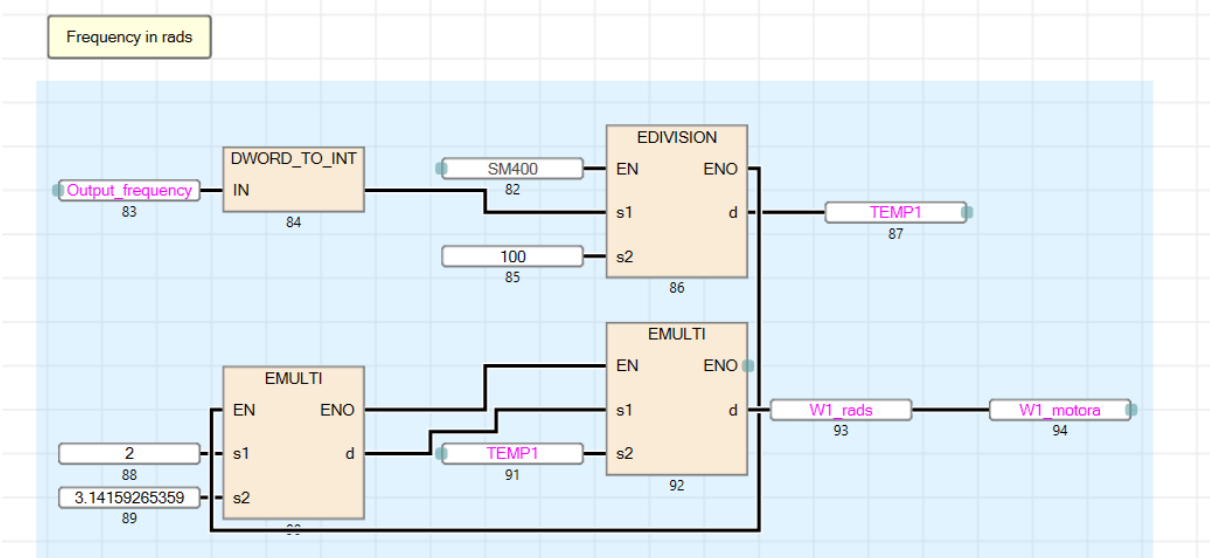 Frequency in rads
EDIVISION
DWORD_TO_INT
SM400
EN
ENO
82
Output_frequency
IN
83
84
s1
d
TEMP1
87
100
s2
85
86
EMULTI
EN
ENO
EMULTI
EN
ENO
s1
d
W1_rads
W1_motora
93
94
2
s1
d
TEMP1
s2
88
91
92
3.14159265359
s2
89